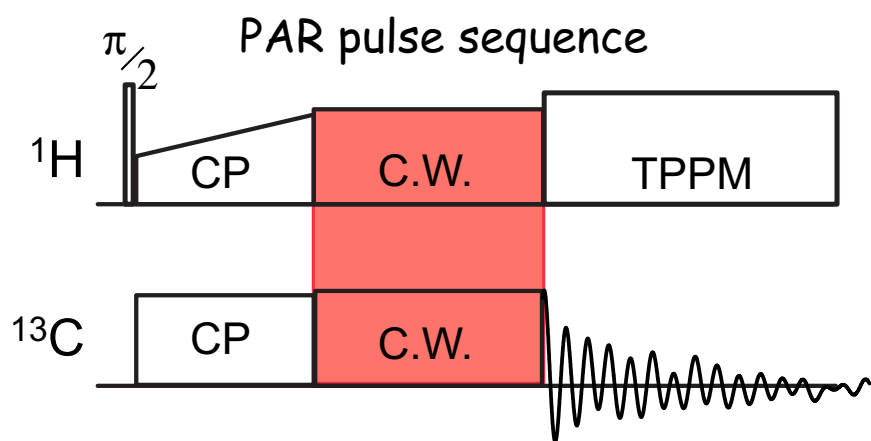 PAR pulse sequence
π/2
¹H
CP
C.W.
TPPM
¹³C
CP
C.W.